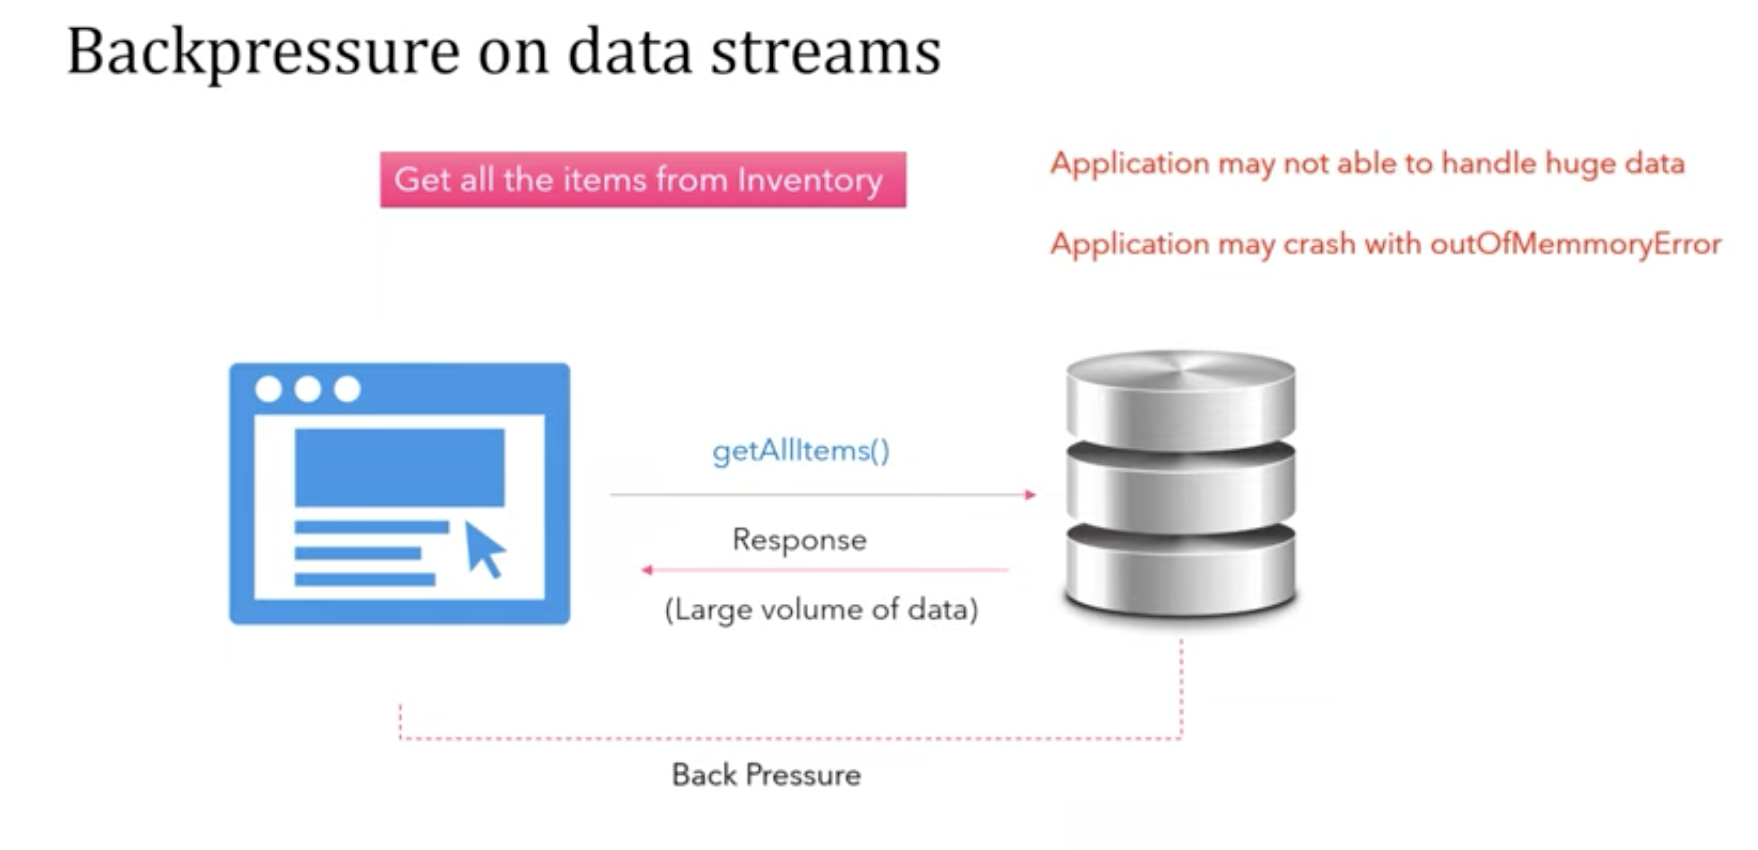 Backpressure on data streams
Get all the items from Inventory
Application may not able to handle huge data
Application may crash with outOfMemmoryError
getAllItems()
Response
(Large volume of data)
Back Pressure